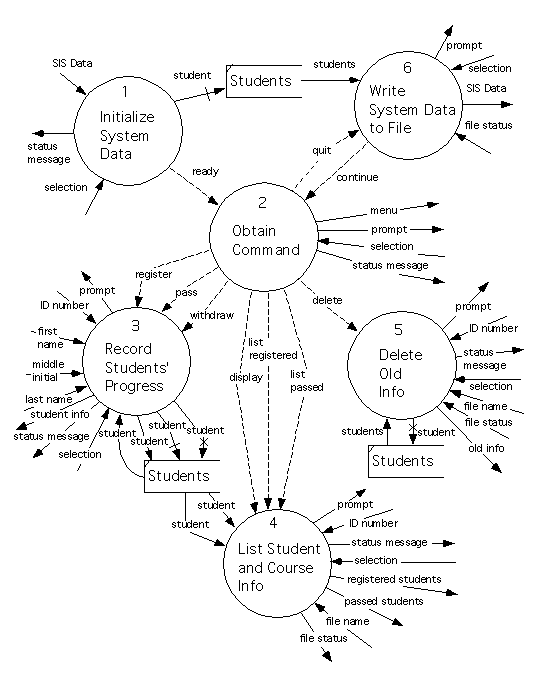 SIS Data
1
Initialize
System
Data
status
message
selection
student
Students
students
6
Write
System Data
to File
prompt
selection
SIS Data
file status
ready
quit
continue
2
Obtain
Command
menu
prompt
selection
status message
register
pass
withdraw
list
registered
display
list
passed
delete
prompt
ID number
first
name
middle
initial
last name
student info
status message
selection
3
Record
Students'
Progress
student
student
student
Students
student
student
5
Delete
Old
Info
prompt
ID number
status
message
selection
file name
file status
old info
students
student
Students
4
List Student
and Course
Info
prompt
ID number
status message
selection
registered students
passed students
file name
file status